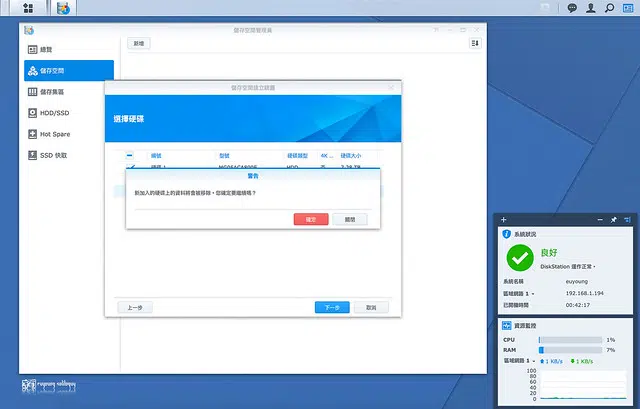 儲存空間管理員
總覽
儲存空間
儲存集區
HDD/SSD
Hot Spare
SSD 快取
新增
儲存空間建立精靈
選擇硬碟
編號
型號
硬碟類型
4K ...
硬碟大小
硬碟 1
HDD
否
7.28 TB
警告
新加入的硬碟上的資料將會被移除，您確定要繼續嗎？
確定
關閉
上一步
下一步
取消
系統狀況
良好
DiskStation 運作正常。
系統名稱
euyoung
區域網路 1
192.168.1.194
已開機時間
00:42:17
資源監控
CPU
1%
RAM
7%
區域網路 1
1 KB/s
1 KB/s
100
80
60
40
20
0